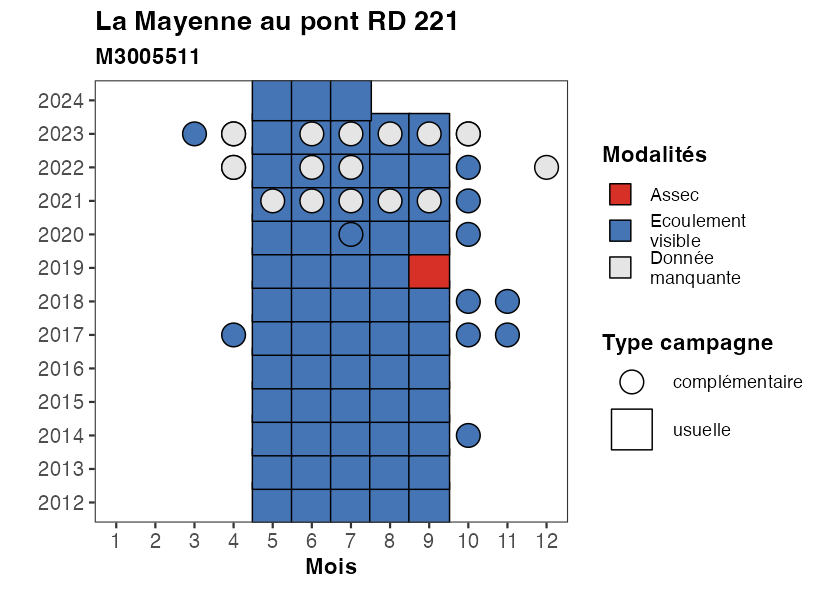 La Mayenne au pont RD 221
M3005511
2024
2023
2022
2021
2020
2019
2018
2017
2016
2015
2014
2013
2012
1 2 3 4 5 6 7 8 9 10 11 12
Mois
Modalités
Assec
Ecoulement
visible
Donnée
manquante
Type campagne
complémentaire
usuelle